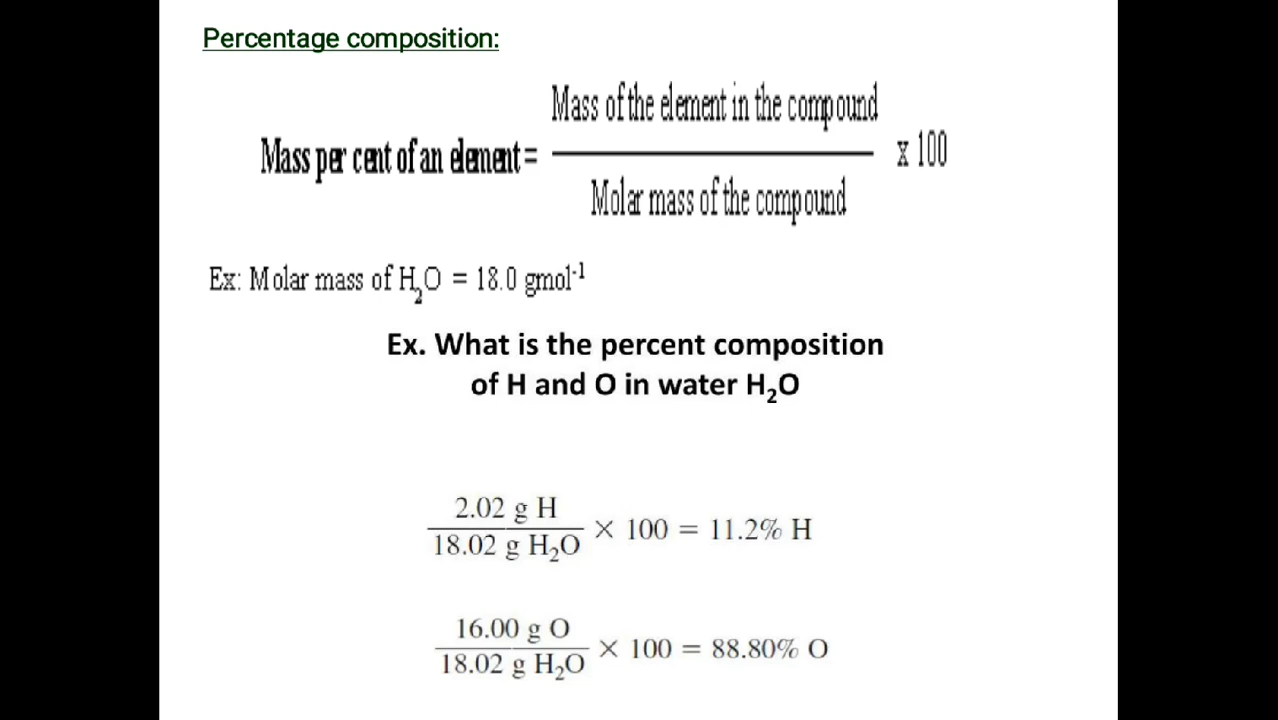 Percentage composition:
Mass of the element in the compound
Mass per cent of an element = x 100
Molar mass of the compound
Ex: Molar mass of H₂O = 18.0 gmol⁻¹
Ex. What is the percent composition
of H and O in water H₂O
2.02 g H
× 100 = 11.2% H
18.02 g H₂O
16.00 g O
× 100 = 88.80% O
18.02 g H₂O